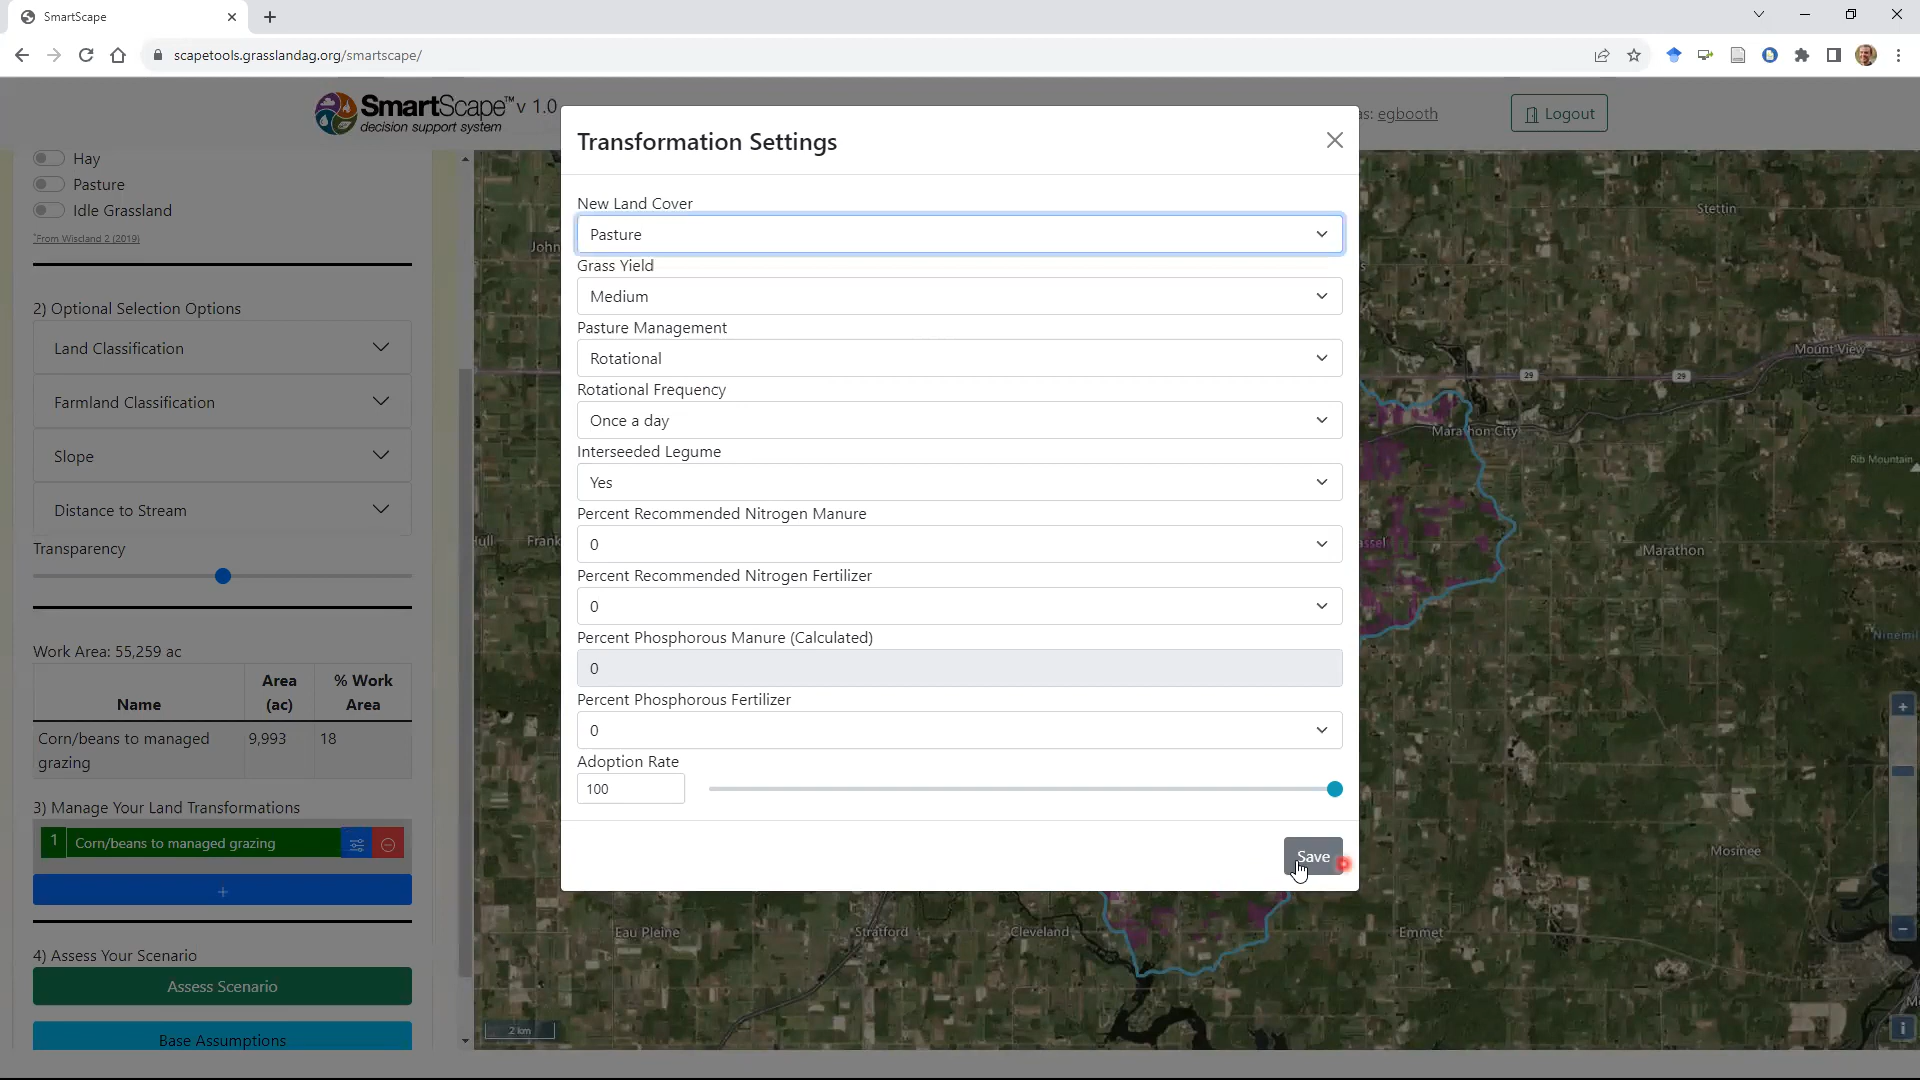 SmartScape
scapetools.grasslandag.org/smartscape/
SmartScape™ v 1.0
decision support system
as: egbooth
Logout
Hay
Pasture
Idle Grassland
*From Wiscland 2 (2019)
2) Optional Selection Options
Land Classification
Farmland Classification
Slope
Distance to Stream
Transparency
Work Area: 55,259 ac
Name Area (ac) % Work Area
Corn/beans to managed grazing 9,993 18
3) Manage Your Land Transformations
1 Corn/beans to managed grazing
+
4) Assess Your Scenario
Assess Scenario
Base Assumptions
Transformation Settings
New Land Cover
Pasture
Grass Yield
Medium
Pasture Management
Rotational
Rotational Frequency
Once a day
Interseeded Legume
Yes
Percent Recommended Nitrogen Manure
0
Percent Recommended Nitrogen Fertilizer
0
Percent Phosphorous Manure (Calculated)
0
Percent Phosphorous Fertilizer
0
Adoption Rate
100
Save
Stettin
Mount View
29
29
Marathon City
Rib Mountain
Marathon
Mosinee
Emmet
Cleveland
Stratford
Eau Pleine
2 km
+
−
i